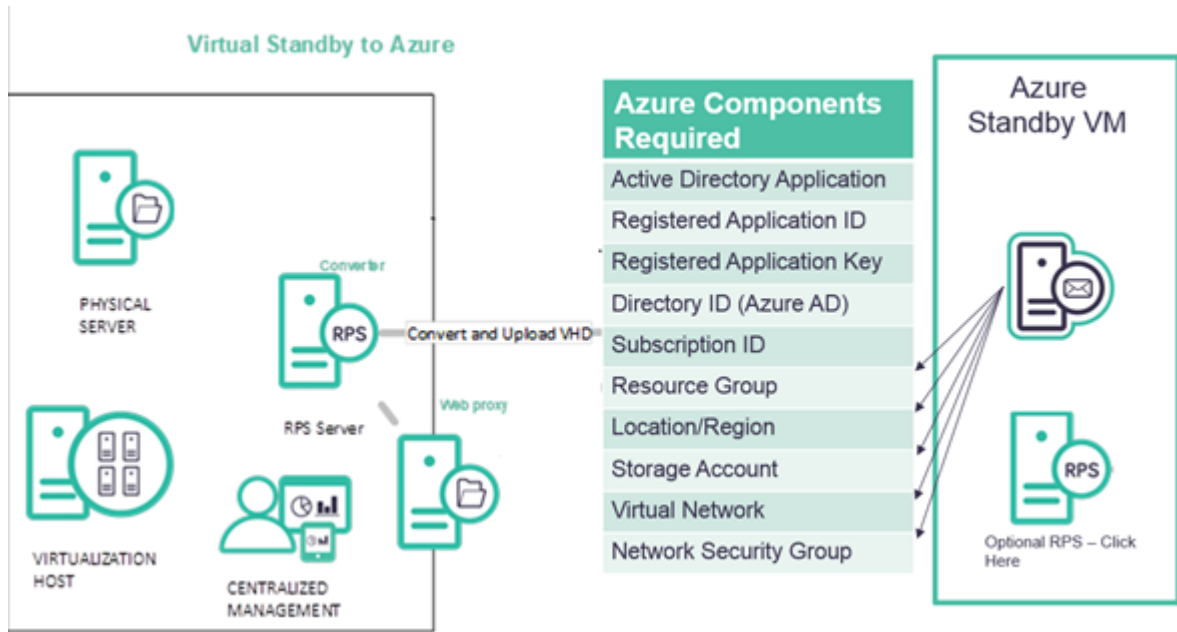 Virtual Standby to Azure
PHYSICAL
SERVER
Converter
RPS
RPS Server
Convert and Upload VHD
Web proxy
VIRTUALIZATION
HOST
CENTRALIZED
MANAGEMENT
Azure Components
Required
Active Directory Application
Registered Application ID
Registered Application Key
Directory ID (Azure AD)
Subscription ID
Resource Group
Location/Region
Storage Account
Virtual Network
Network Security Group
Azure
Standby VM
RPS
Optional RPS – Click
Here